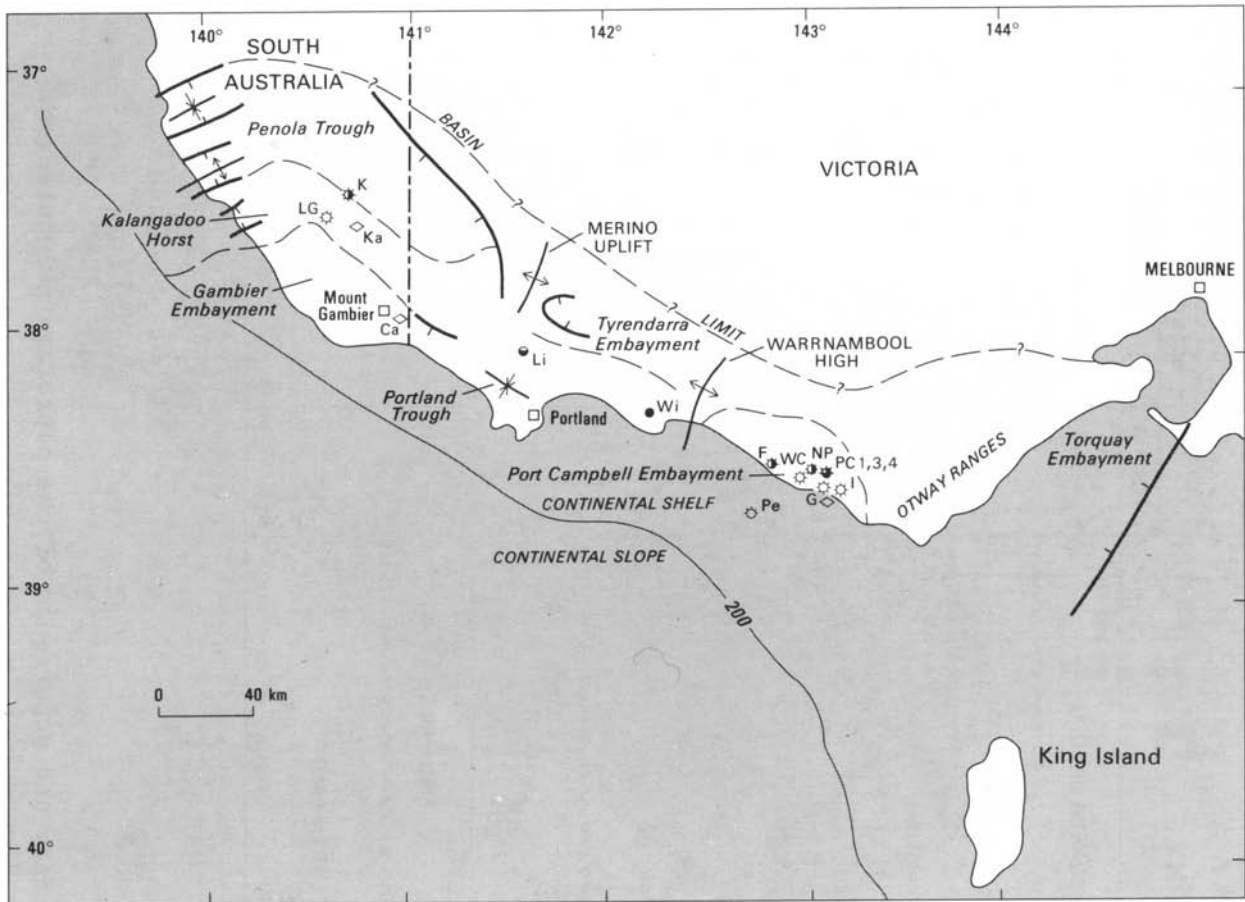 140°
141°
142°
143°
144°
37°
38°
39°
40°
SOUTH
AUSTRALIA
Penola Trough
BASIN
?
?
?
?
?
?
LIMIT
VICTORIA
K
LG
Ka
Kalangadoo
Horst
MERINO
UPLIFT
MELBOURNE
Gambier
Embayment
Mount
Gambier
Ca
Tyrendarra
Embayment
WARRNAMBOOL
HIGH
Li
Portland
Trough
Portland
Wi
F
WC
NP
PC 1,3,4
I
G
Pe
Port Campbell Embayment
OTWAY RANGES
Torquay
Embayment
CONTINENTAL SHELF
CONTINENTAL SLOPE
200
0 40 km
King Island